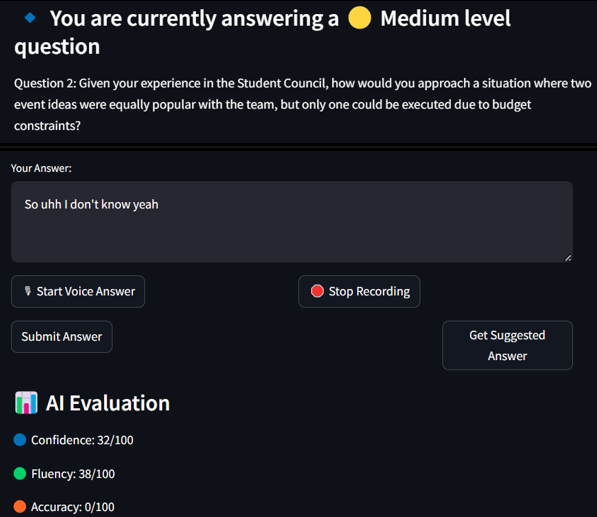 You are currently answering a 🟡 Medium level
question
Question 2: Given your experience in the Student Council, how would you approach a situation where two
event ideas were equally popular with the team, but only one could be executed due to budget
constraints?
Your Answer:
So uhh I don't know yeah
Start Voice Answer
Stop Recording
Submit Answer
Get Suggested
Answer
AI Evaluation
Confidence: 32/100
Fluency: 38/100
Accuracy: 0/100